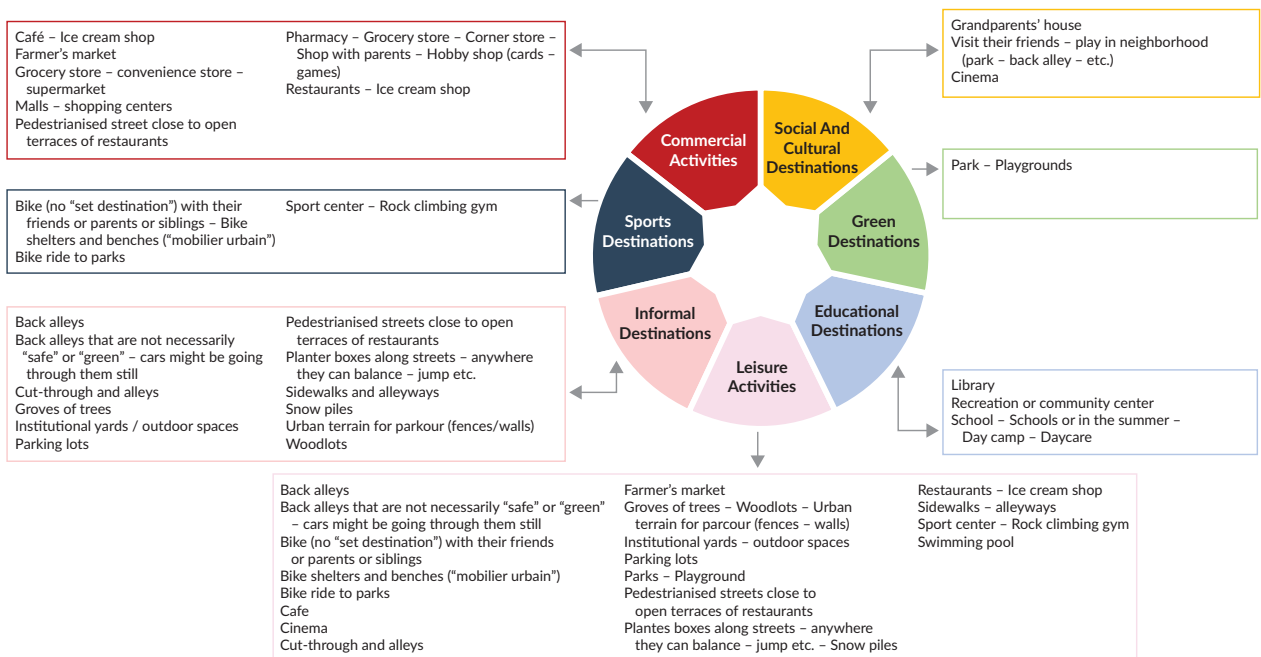 Café – Ice cream shop
Farmer’s market
Grocery store – convenience store –
supermarket
Malls – shopping centers
Pedestrianised street close to open
terraces of restaurants
Pharmacy – Grocery store – Corner store –
Shop with parents – Hobby shop (cards –
games)
Restaurants – Ice cream shop
Grandparents’ house
Visit their friends – play in neighborhood
(park – back alley – etc.)
Cinema
Commercial
Activities
Social And
Cultural
Destinations
Park – Playgrounds
Bike (no “set destination”) with their
friends or parents or siblings – Bike
shelters and benches (“mobilier urbain”)
Bike ride to parks
Sport center – Rock climbing gym
Sports
Destinations
Green
Destinations
Informal
Destinations
Educational
Destinations
Leisure
Activities
Back alleys
Back alleys that are not necessarily
“safe” or “green” – cars might be going
through them still
Cut-through and alleys
Groves of trees
Institutional yards / outdoor spaces
Parking lots
Pedestrianised streets close to open
terraces of restaurants
Planter boxes along streets – anywhere
they can balance – jump etc.
Sidewalks and alleyways
Snow piles
Urban terrain for parkour (fences/walls)
Woodlots
Library
Recreation or community center
School – Schools or in the summer –
Day camp – Daycare
Back alleys
Back alleys that are not necessarily “safe” or “green”
– cars might be going through them still
Bike (no “set destination”) with their friends
or parents or siblings
Bike shelters and benches (“mobilier urbain”)
Bike ride to parks
Cafe
Cinema
Cut-through and alleys
Farmer’s market
Groves of trees – Woodlots – Urban
terrain for parcour (fences – walls)
Institutional yards – outdoor spaces
Parking lots
Parks – Playground
Pedestrianised streets close to
open terraces of restaurants
Plantes boxes along streets – anywhere
they can balance – jump etc. – Snow piles
Restaurants – Ice cream shop
Sidewalks – alleyways
Sport center – Rock climbing gym
Swimming pool